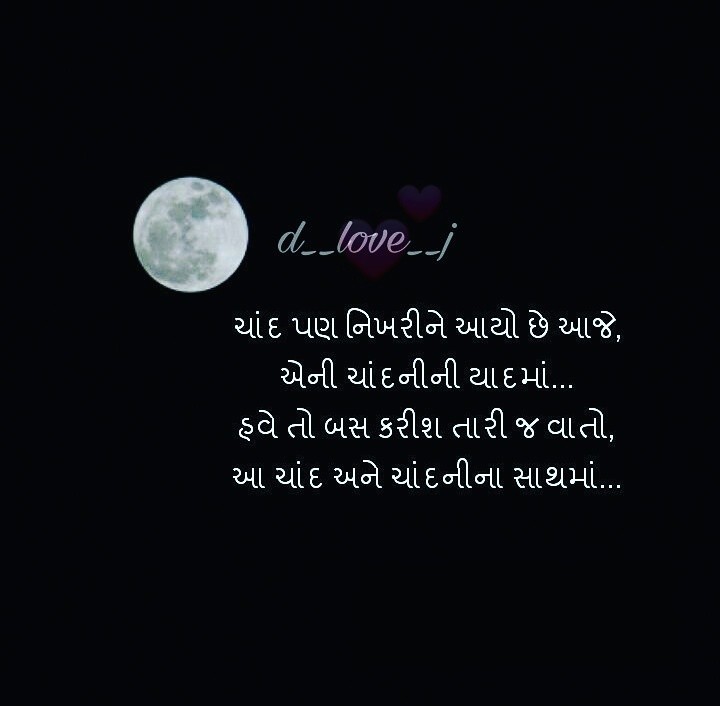 d__love__j
ચાંદ પણ નિખરીને આયો છે આજે,
એની ચાંદનીની યાદમાં...
હવે તો બસ કરીશ તારી જ વાતો,
આ ચાંદ અને ચાંદનીના સાથમાં...